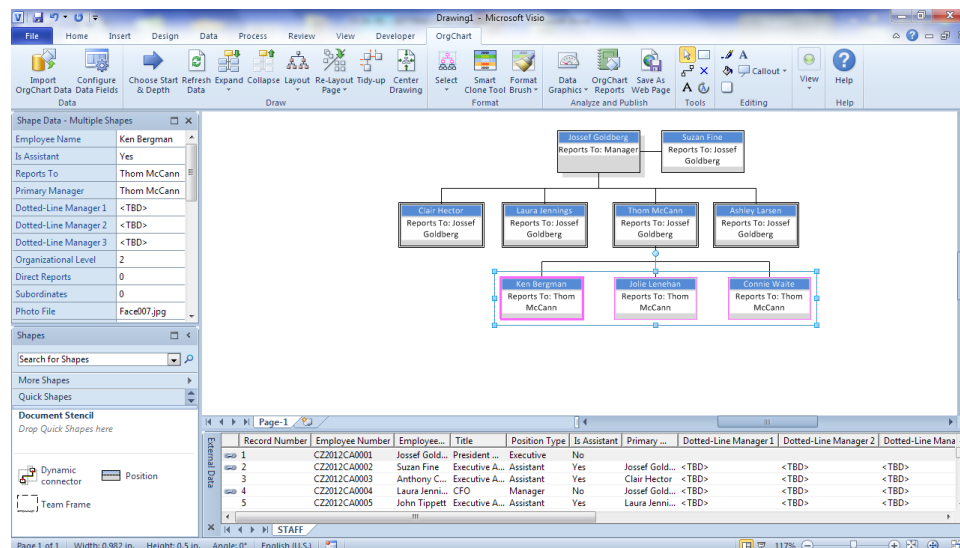 Drawing1 - Microsoft Visio
File Home Insert Design Data Process Review View Developer OrgChart
Import OrgChart Data
Configure Data Fields
Choose Start & Depth
Refresh Data
Expand
Collapse
Layout
Re-Layout Page
Tidy-up
Center Drawing
Select
Smart Clone Tool
Format Brush
Data Graphics
OrgChart Reports
Save As Web Page
A
A
Callout
View
Help
Data Draw Format Analyze and Publish Tools Editing Help
Shape Data - Multiple Shapes
Employee Name Ken Bergman
Is Assistant Yes
Reports To Thom McCann
Primary Manager Thom McCann
Dotted-Line Manager 1 <TBD>
Dotted-Line Manager 2 <TBD>
Dotted-Line Manager 3 <TBD>
Organizational Level 2
Direct Reports 0
Subordinates 0
Photo File Face007.jpg
Shapes
Search for Shapes
More Shapes
Quick Shapes
Document Stencil
Drop Quick Shapes here
Dynamic connector
Position
Team Frame
Jossef Goldberg
Reports To: Manager
Suzan Fine
Reports To: Jossef
Goldberg
Clair Hector
Reports To: Jossef
Goldberg
Laura Jennings
Reports To: Jossef
Goldberg
Thom McCann
Reports To: Jossef
Goldberg
Ashley Larsen
Reports To: Jossef
Goldberg
Ken Bergman
Reports To: Thom
McCann
Jolie Lenehan
Reports To: Thom
McCann
Connie Waite
Reports To: Thom
McCann
Page-1
External Data
Record Number Employee Number Employee... Title Position Type Is Assistant Primary ... Dotted-Line Manager 1 Dotted-Line Manager 2 Dotted-Line Mana
1 CZ2012CA0001 Jossef Gold... President ... Executive No
2 CZ2012CA0002 Suzan Fine Executive A... Assistant Yes Jossef Gold... <TBD> <TBD> <TBD>
3 CZ2012CA0003 Anthony C... Executive A... Assistant Yes Clair Hector <TBD> <TBD> <TBD>
4 CZ2012CA0004 Laura Jenni... CFO Manager No Jossef Gold... <TBD> <TBD> <TBD>
5 CZ2012CA0005 John Tippett Executive A... Assistant Yes Laura Jenni... <TBD> <TBD> <TBD>
STAFF
Page 1 of 1 Width: 0.982 in. Height: 0.5 in. Angle: 0° English (U.S.) 117%